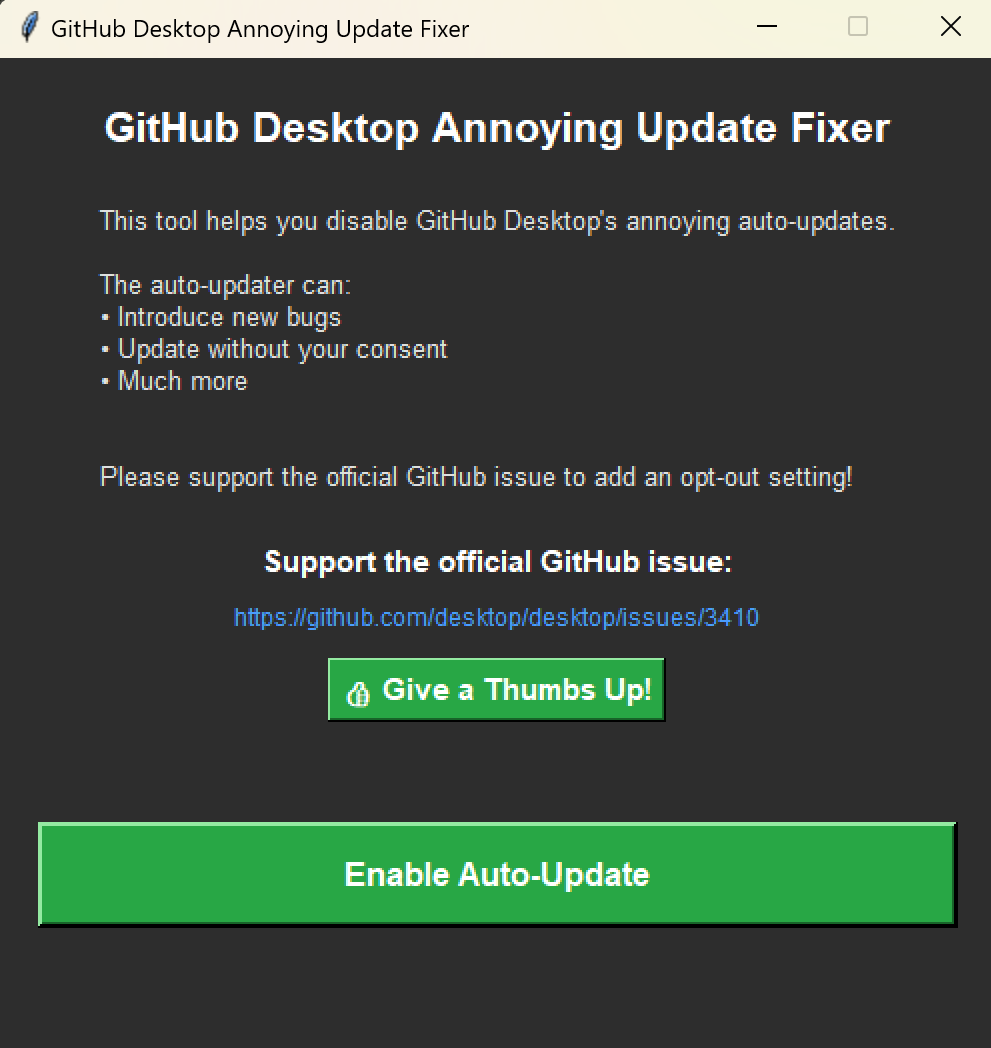 GitHub Desktop Annoying Update Fixer
GitHub Desktop Annoying Update Fixer
This tool helps you disable GitHub Desktop's annoying auto-updates.
The auto-updater can:
• Introduce new bugs
• Update without your consent
• Much more
Please support the official GitHub issue to add an opt-out setting!
Support the official GitHub issue:
https://github.com/desktop/desktop/issues/3410
👍 Give a Thumbs Up!
Enable Auto-Update